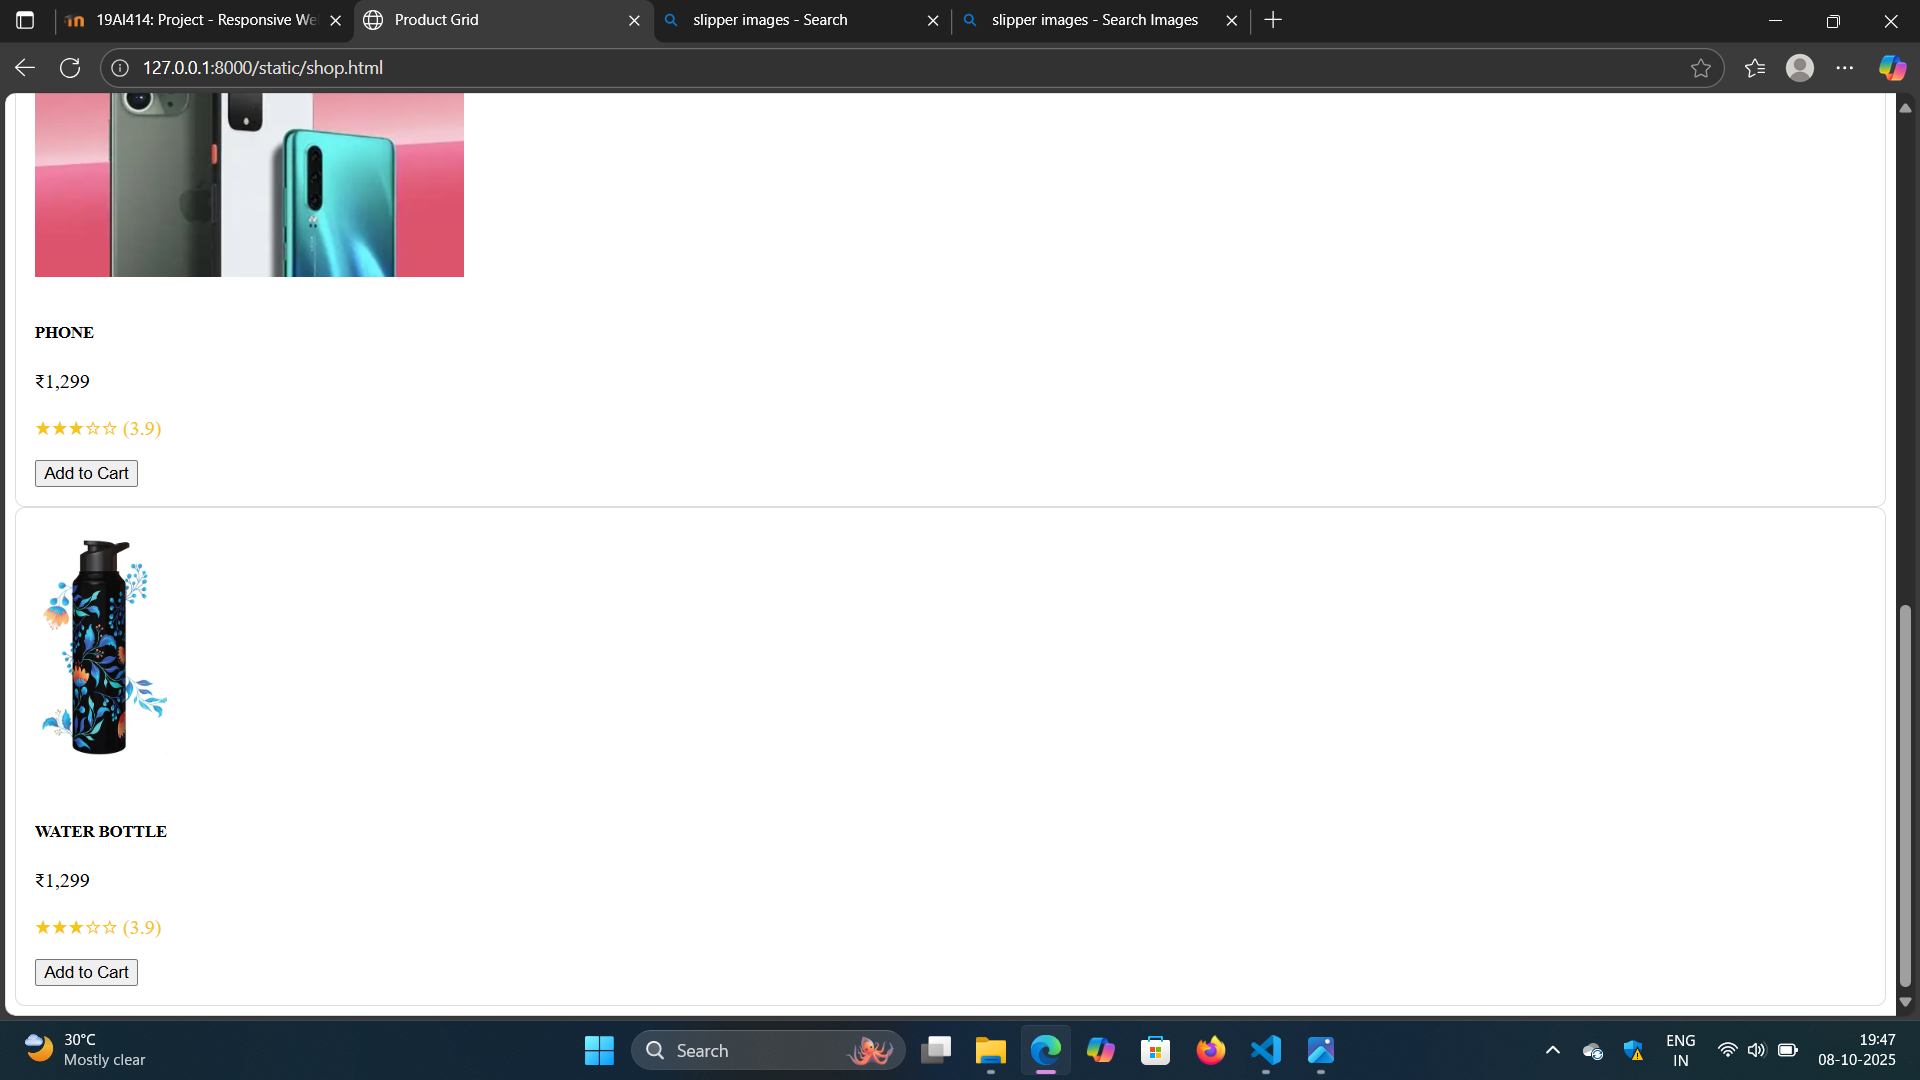 19AI414: Project - Responsive We
Product Grid
slipper images - Search
slipper images - Search Images
127.0.0.1:8000/static/shop.html
PHONE
₹1,299
★★★☆☆ (3.9)
Add to Cart
WATER BOTTLE
₹1,299
★★★☆☆ (3.9)
Add to Cart
30°C
Mostly clear
Search
ENG
IN
19:47
08-10-2025